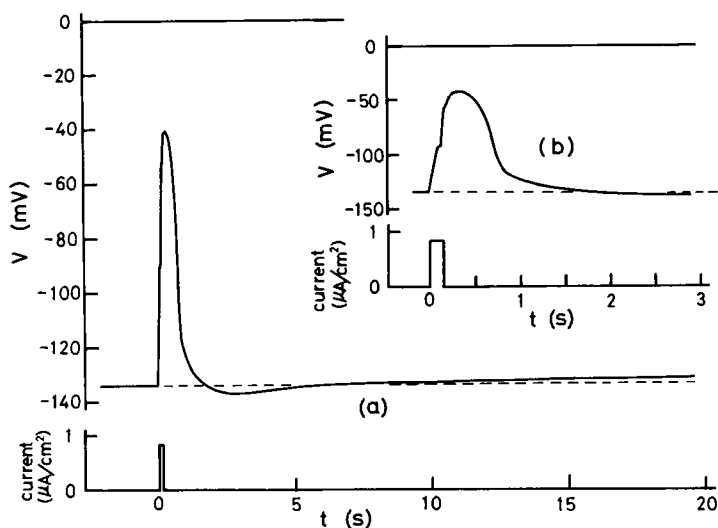 0
-20
-40
-60
-80
-100
-120
-140
V (mV)
(a)
1
0
current
(μA/cm²)
0
5
10
15
20
t (s)
0
-50
-100
-150
V (mV)
(b)
1
0
current
(μA/cm²)
0
1
2
3
t (s)